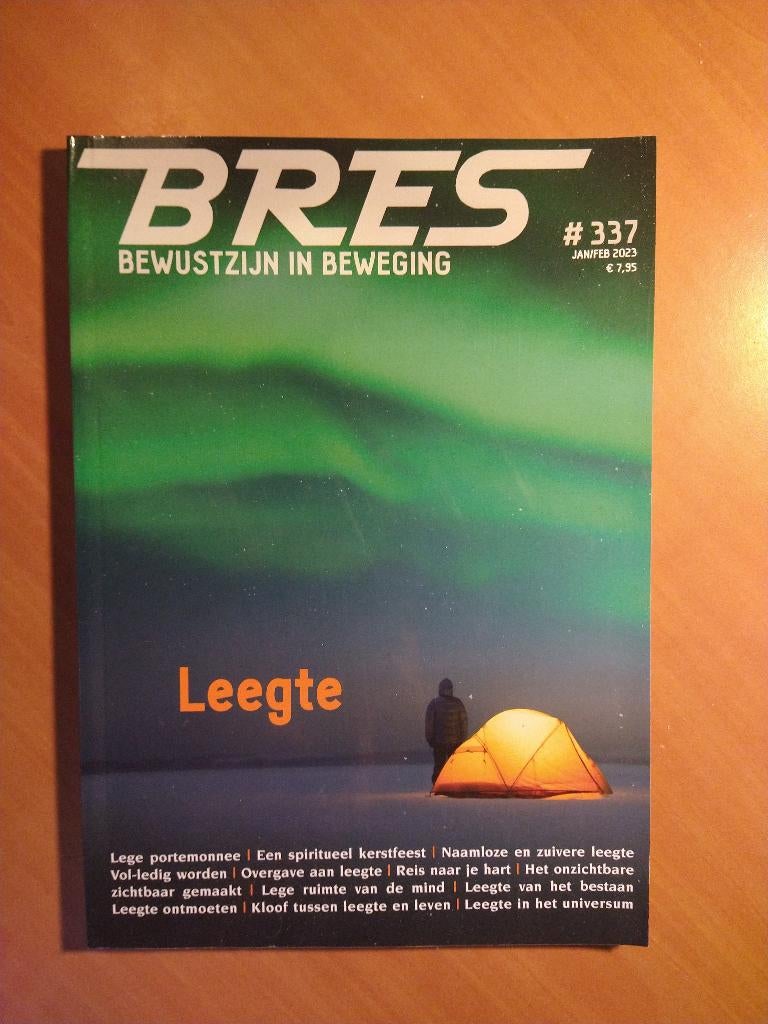 BRES
BEWUSTZIJN IN BEWEGING
# 337
JAN/FEB 2023
€ 7,95
Leegte
Lege portemonnee | Een spiritueel kerstfeest | Naamloze en zuivere leegte
Vol-ledig worden | Overgave aan leegte | Reis naar je hart | Het onzichtbare
zichtbaar gemaakt | Lege ruimte van de mind | Leegte van het bestaan
Leegte ontmoeten | Kloof tussen leegte en leven | Leegte in het universum